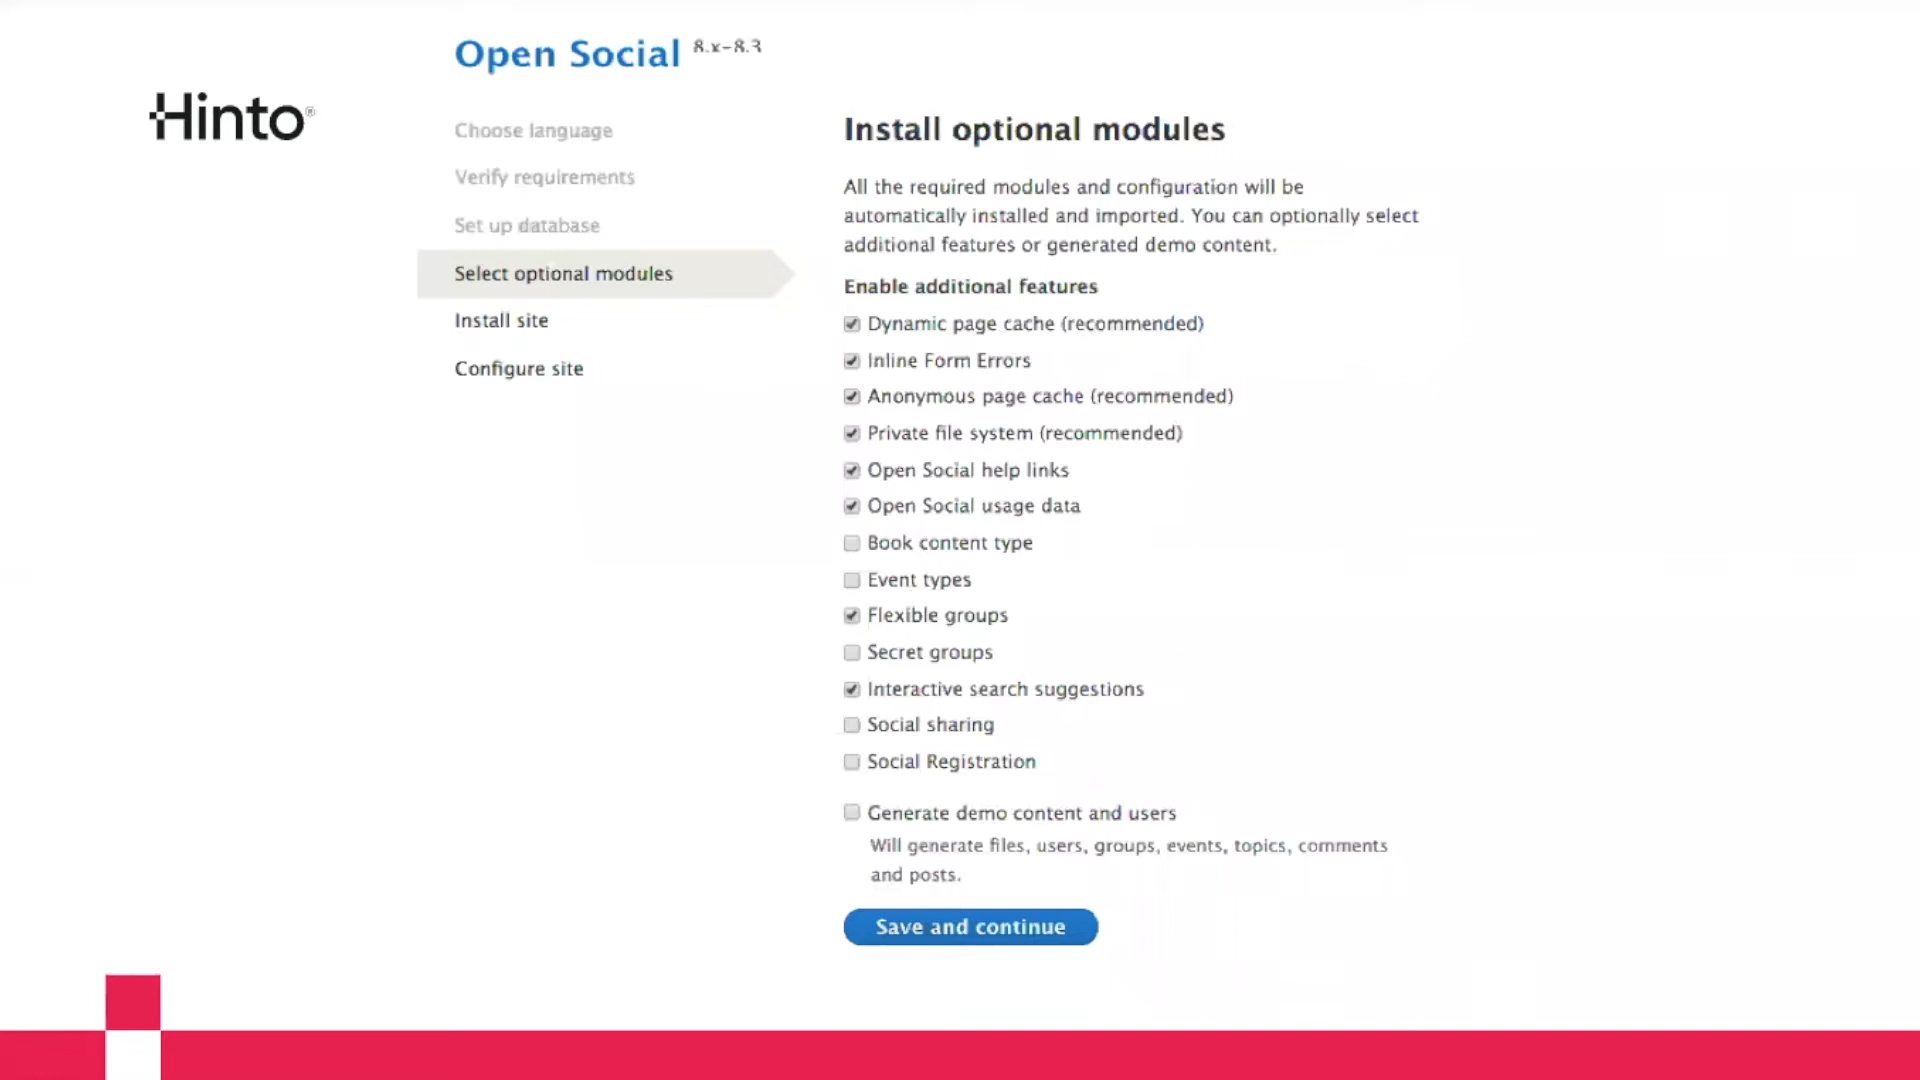 Open Social 8.x-8.3
Hinto®
Choose language
Verify requirements
Set up database
Select optional modules
Install site
Configure site
Install optional modules
All the required modules and configuration will be
automatically installed and imported. You can optionally select
additional features or generated demo content.
Enable additional features
Dynamic page cache (recommended)
Inline Form Errors
Anonymous page cache (recommended)
Private file system (recommended)
Open Social help links
Open Social usage data
Book content type
Event types
Flexible groups
Secret groups
Interactive search suggestions
Social sharing
Social Registration
Generate demo content and users
Will generate files, users, groups, events, topics, comments
and posts.
Save and continue